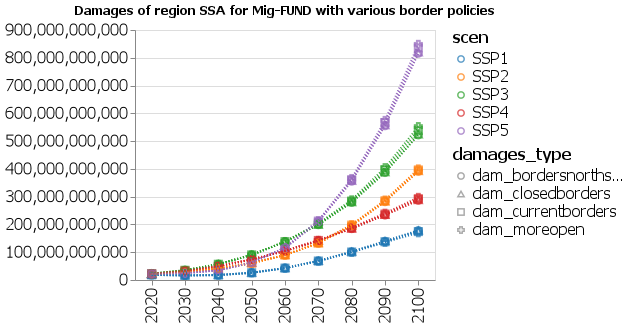 Damages of region SSA for Mig-FUND with various border policies
900,000,000,000
800,000,000,000
700,000,000,000
600,000,000,000
500,000,000,000
400,000,000,000
300,000,000,000
200,000,000,000
100,000,000,000
0
2020
2030
2040
2050
2060
2070
2080
2090
2100
scen
SSP1
SSP2
SSP3
SSP4
SSP5
damages_type
dam_bordersnorths...
dam_closedborders
dam_currentborders
dam_moreopen